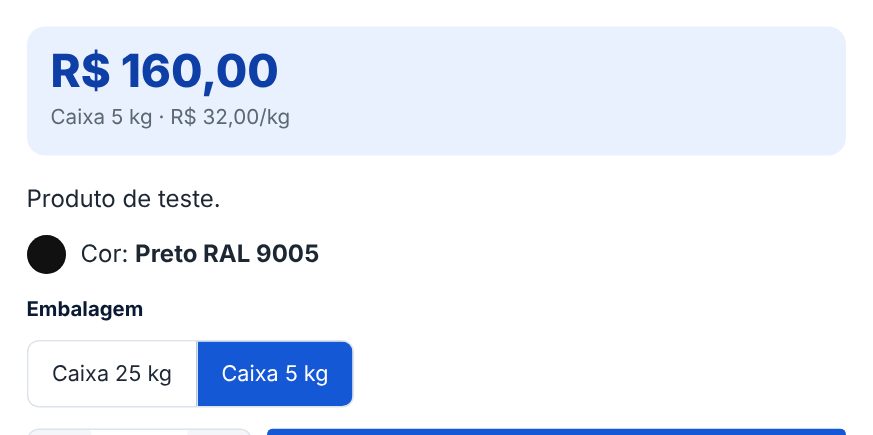 R$ 160,00
Caixa 5 kg · R$ 32,00/kg
Produto de teste.
Cor: Preto RAL 9005
Embalagem
Caixa 25 kg
Caixa 5 kg